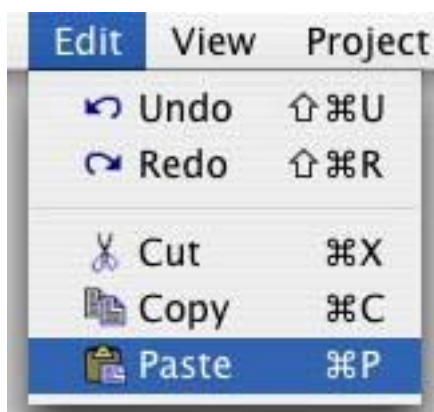 Edit View Project
Undo ⇧⌘U
Redo ⇧⌘R
Cut ⌘X
Copy ⌘C
Paste ⌘P